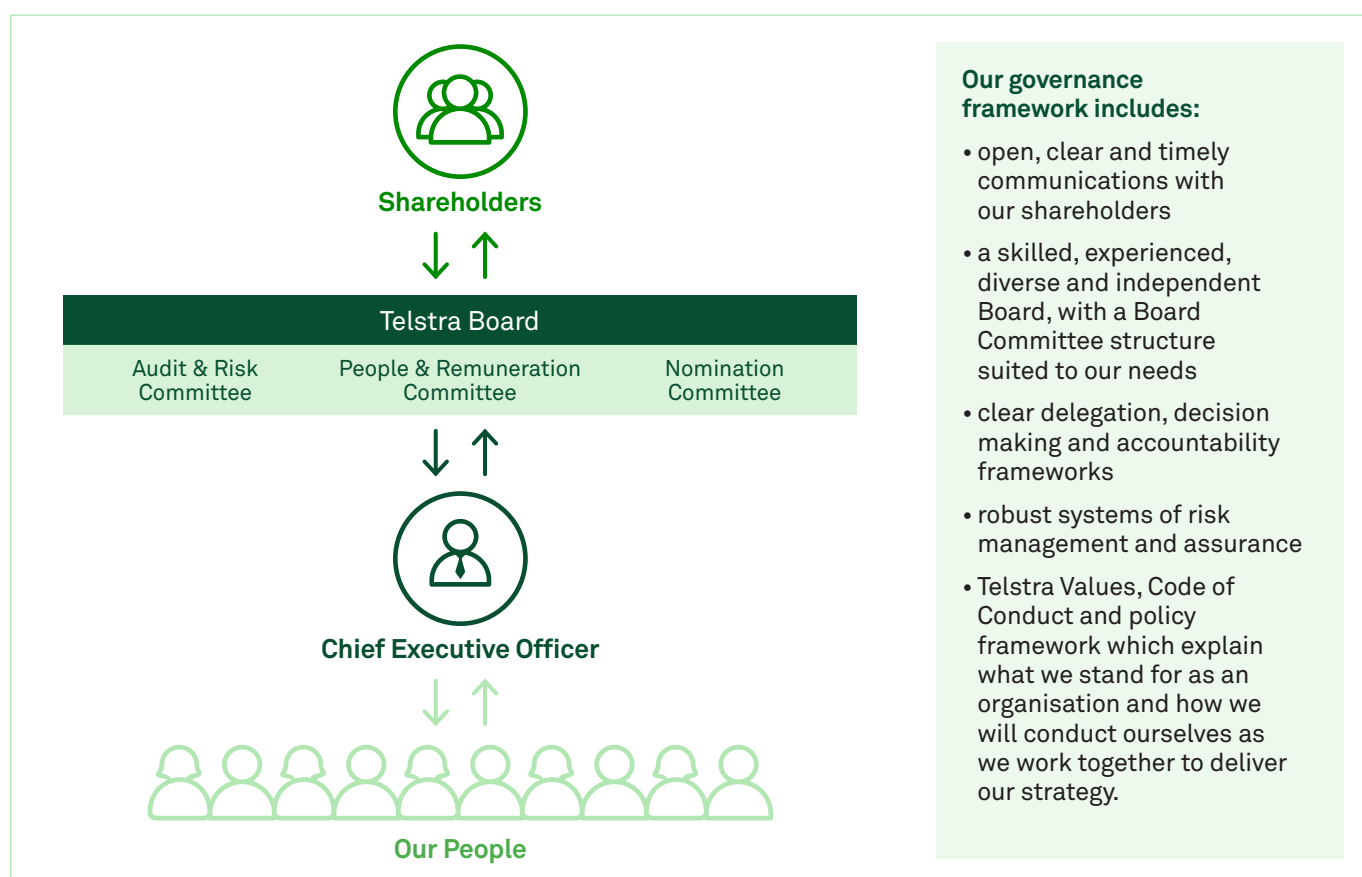 Shareholders
Telstra Board
Audit & Risk
Committee
People & Remuneration
Committee
Nomination
Committee
Chief Executive Officer
Our People
Our governance
framework includes:
• open, clear and timely
communications with
our shareholders
• a skilled, experienced,
diverse and independent
Board, with a Board
Committee structure
suited to our needs
• clear delegation, decision
making and accountability
frameworks
• robust systems of risk
management and assurance
• Telstra Values, Code of
Conduct and policy
framework which explain
what we stand for as an
organisation and how we
will conduct ourselves as
we work together to deliver
our strategy.